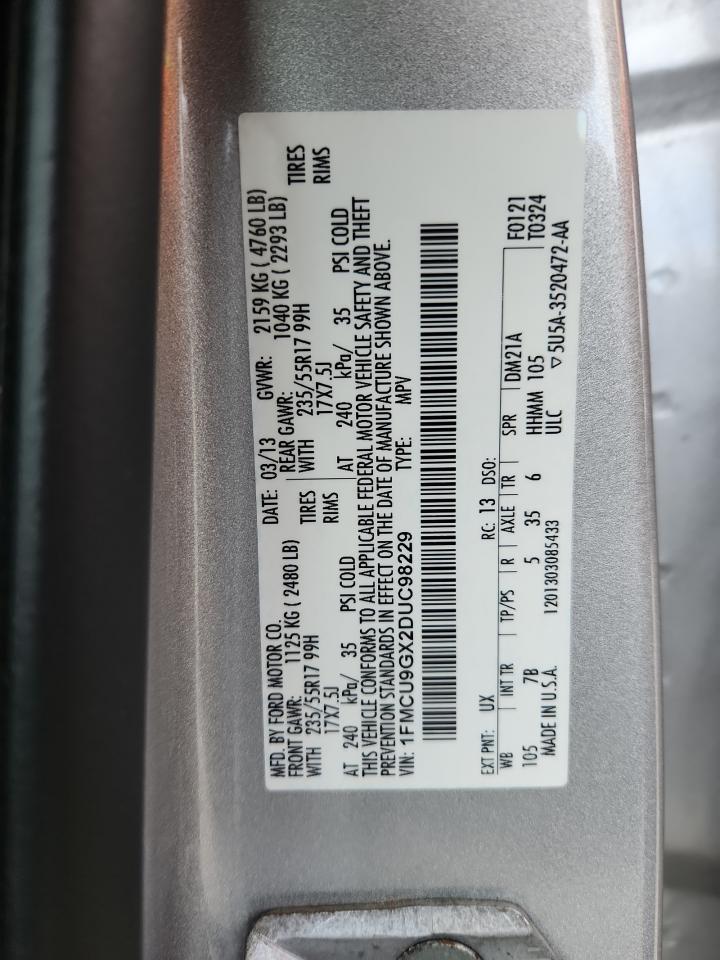 MFD. BY FORD MOTOR CO.
DATE: 03/13 GVWR: 2159 KG ( 4760 LB)
FRONT GAWR: 1125 KG ( 2480 LB) REAR GAWR: 1040 KG ( 2293 LB)
WITH 235/55R17 99H TIRES WITH 235/55R17 99H TIRES
17X7.5J RIMS 17X7.5J RIMS
AT 240 kPa/ 35 PSI COLD AT 240 kPa/ 35 PSI COLD
THIS VEHICLE CONFORMS TO ALL APPLICABLE FEDERAL MOTOR VEHICLE SAFETY AND THEFT
PREVENTION STANDARDS IN EFFECT ON THE DATE OF MANUFACTURE SHOWN ABOVE.
VIN: 1FMCU9GX2DUC98229 TYPE: MPV
EXT PNT: UX RC: 13 DSO: F0121
WB INT TR TP/PS R AXLE TR SPR DM21A T0324
105 7B 5 35 6 HHMM 105
MADE IN U.S.A. 1201303085433 ULC ▽5U5A-3520472-AA